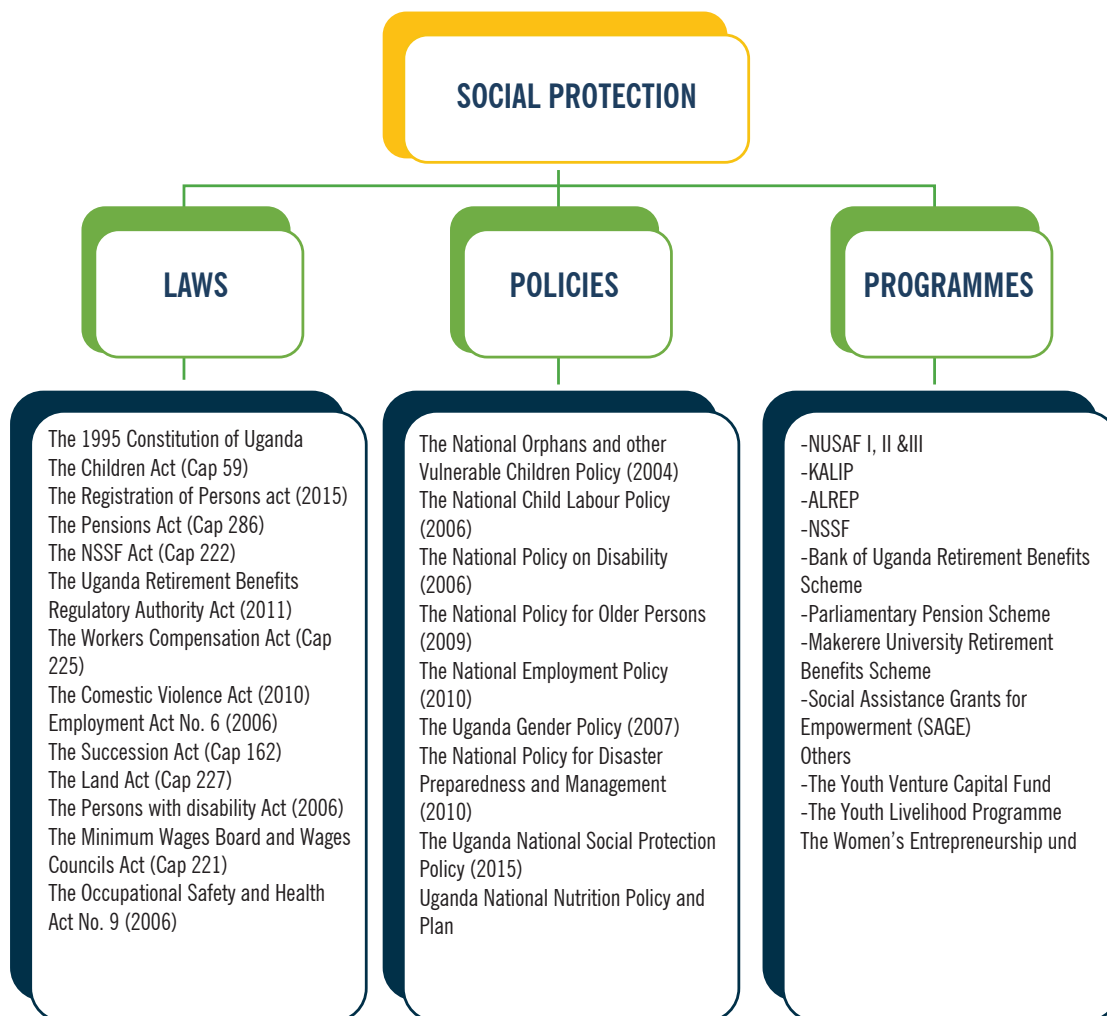 SOCIAL PROTECTION
LAWS
POLICIES
PROGRAMMES
The 1995 Constitution of Uganda
The Children Act (Cap 59)
The Registration of Persons act (2015)
The Pensions Act (Cap 286)
The NSSF Act (Cap 222)
The Uganda Retirement Benefits
Regulatory Authority Act (2011)
The Workers Compensation Act (Cap
225)
The Comestic Violence Act (2010)
Employment Act No. 6 (2006)
The Succession Act (Cap 162)
The Land Act (Cap 227)
The Persons with disability Act (2006)
The Minimum Wages Board and Wages
Councils Act (Cap 221)
The Occupational Safety and Health
Act No. 9 (2006)
The National Orphans and other
Vulnerable Children Policy (2004)
The National Child Labour Policy
(2006)
The National Policy on Disability
(2006)
The National Policy for Older Persons
(2009)
The National Employment Policy
(2010)
The Uganda Gender Policy (2007)
The National Policy for Disaster
Preparedness and Management
(2010)
The Uganda National Social Protection
Policy (2015)
Uganda National Nutrition Policy and
Plan
-NUSAF I, II &III
-KALIP
-ALREP
-NSSF
-Bank of Uganda Retirement Benefits
Scheme
-Parliamentary Pension Scheme
-Makerere University Retirement
Benefits Scheme
-Social Assistance Grants for
Empowerment (SAGE)
Others
-The Youth Venture Capital Fund
-The Youth Livelihood Programme
The Women's Entrepreneurship und